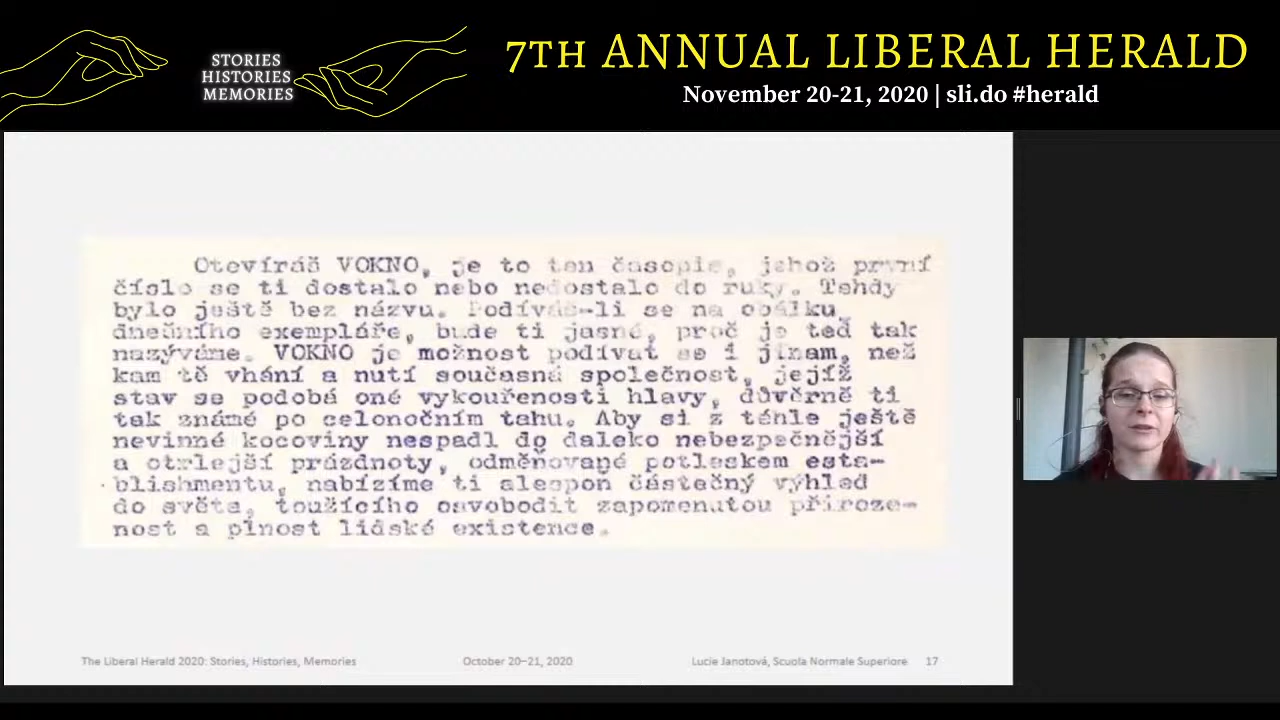 STORIES
HISTORIES
MEMORIES
7TH ANNUAL LIBERAL HERALD
November 20-21, 2020 | sli.do #herald
Otevíráš VOKNO, je to ten časopis, jehož první
číslo se ti dostalo nebo nedostalo do ruky. Tehdy
bylo ještě bez názvu. Podíváš-li se na obálku
dnešního exempláře, bude ti jasné, proč je teď tak
nazýváme. VOKNO je možnost podívat se i jinam, než
kam tě vhání a nutí současná společnost, jejíž
stav se podobá oné vykouřenosti hlavy, důvěrně ti
tak známé po celonočním tahu. Aby si z téhle ještě
nevinné kocoviny nespadl do daleko nebezpečnější
a otrlejší prázdnoty, odměňované potleskem esta-
blishmentu, nabízíme ti alespon částečný výhled
do světa, toužícího osvobodit zapomenutou přiroze-
nost a plnost lidské existence.
The Liberal Herald 2020: Stories, Histories, Memories
October 20–21, 2020
Lucie Janotová, Scuola Normale Superiore 17